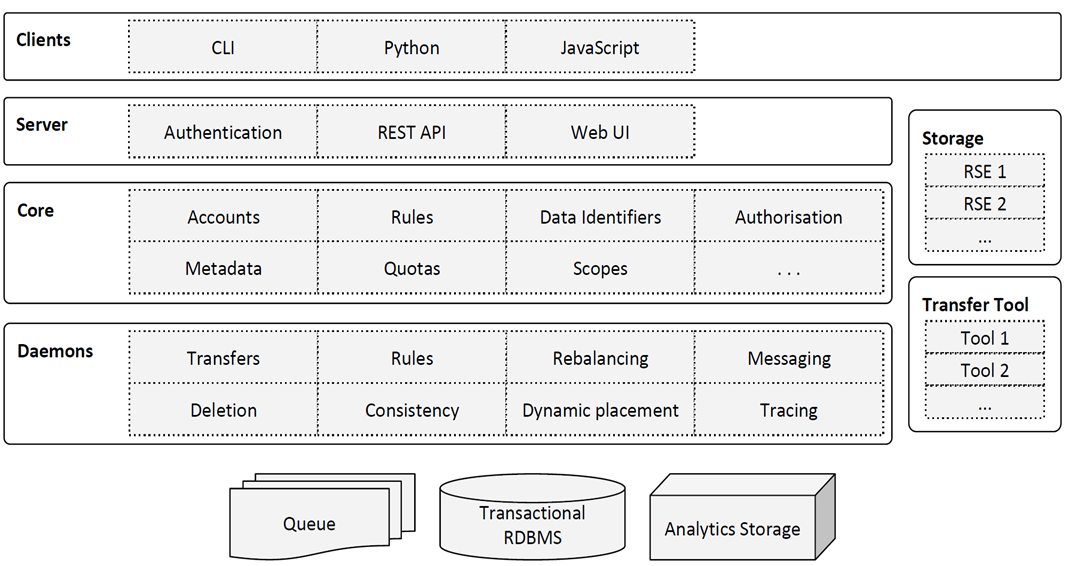 Clients
CLI
Python
JavaScript
Server
Authentication
REST API
Web UI
Core
Accounts
Rules
Data Identifiers
Authorisation
Metadata
Quotas
Scopes
. . .
Daemons
Transfers
Rules
Rebalancing
Messaging
Deletion
Consistency
Dynamic placement
Tracing
Storage
RSE 1
RSE 2
...
Transfer Tool
Tool 1
Tool 2
...
Queue
Transactional
RDBMS
Analytics Storage